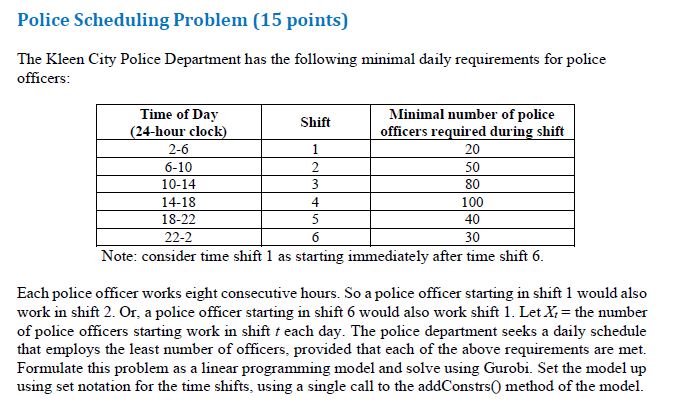 Police Scheduling Problem (15 points)
The Kleen City Police Department has the following minimal daily requirements for police
officers:
Time of Day
(24-hour clock)
Shift
Minimal number of police
officers required during shift
2-6 1 20
6-10 2 50
10-14 3 80
14-18 4 100
18-22 5 40
22-2 6 30
Note: consider time shift 1 as starting immediately after time shift 6.
Each police officer works eight consecutive hours. So a police officer starting in shift 1 would also
work in shift 2. Or, a police officer starting in shift 6 would also work shift 1. Let Xt = the number
of police officers starting work in shift t each day. The police department seeks a daily schedule
that employs the least number of officers, provided that each of the above requirements are met.
Formulate this problem as a linear programming model and solve using Gurobi. Set the model up
using set notation for the time shifts, using a single call to the addConstrs() method of the model.